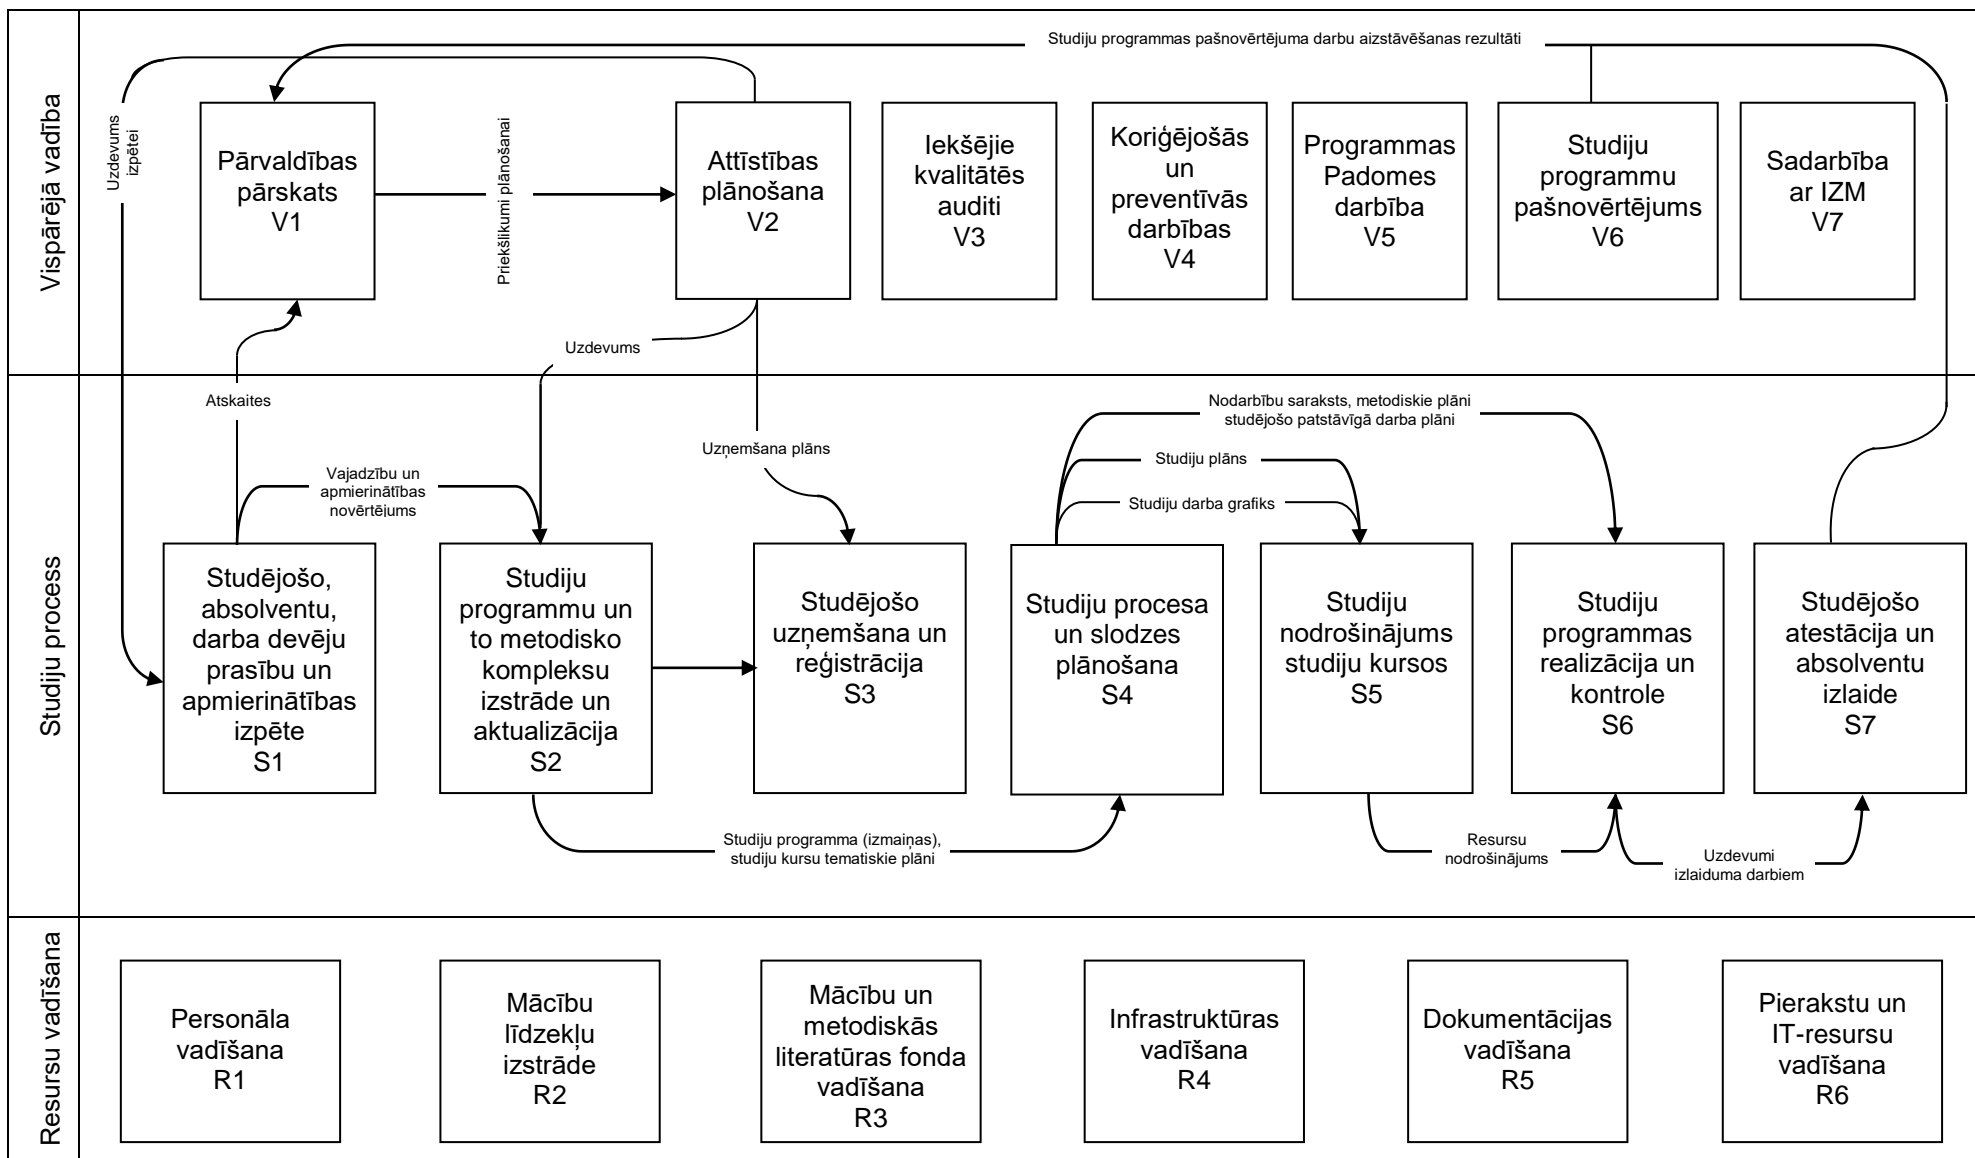 Vispārējā vadība
Studiju programmas pašnovērtējuma darbu aizstāvēšanas rezultāti
Uzdevums
izpētei
Pārvaldības
pārskats
V1
Priekšlikumi plānošanai
Attīstības
plānošana
V2
Iekšējie
kvalitātēs
auditi
V3
Koriģējošās
un
preventīvās
darbības
V4
Programmas
Padomes
darbība
V5
Studiju
programmu
pašnovērtējums
V6
Sadarbība
ar IZM
V7
Uzdevums
Studiju process
Atskaites
Vajadzību un
apmierinātības
novērtējums
Uzņemšana plāns
Nodarbību saraksts, metodiskie plāni
studējošo patstāvīgā darba plāni
Studiju plāns
Studiju darba grafiks
Studējošo,
absolventu,
darba devēju
prasību un
apmierinātības
izpēte
S1
Studiju
programmu un
to metodisko
kompleksu
izstrāde un
aktualizācija
S2
Studējošo
uzņemšana un
reģistrācija
S3
Studiju procesa
un slodzes
plānošana
S4
Studiju
nodrošinājums
studiju kursos
S5
Studiju
programmas
realizācija un
kontrole
S6
Studējošo
atestācija un
absolventu
izlaide
S7
Studiju programma (izmaiņas),
studiju kursu tematiskie plāni
Resursu
nodrošinājums
Uzdevumi
izlaiduma darbiem
Resursu vadīšana
Personāla
vadīšana
R1
Mācību
līdzekļu
izstrāde
R2
Mācību un
metodiskās
literatūras fonda
vadīšana
R3
Infrastruktūras
vadīšana
R4
Dokumentācijas
vadīšana
R5
Pierakstu un
IT-resursu
vadīšana
R6